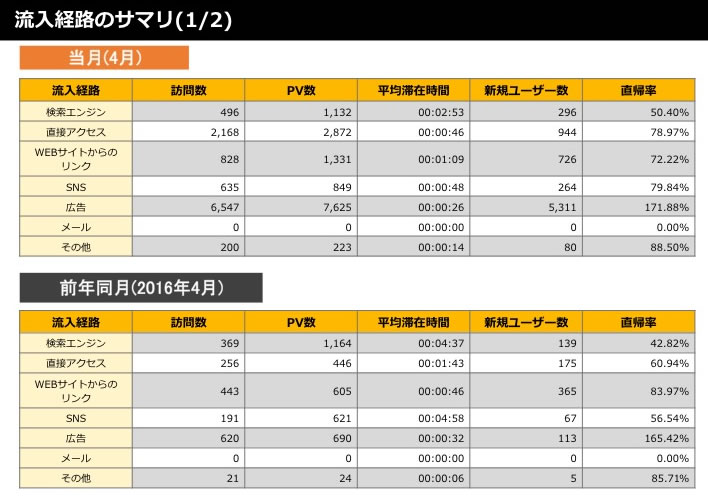 流入経路のサマリ(1/2)
当月(4月)
流入経路 訪問数 PV数 平均滞在時間 新規ユーザー数 直帰率
検索エンジン 496 1,132 00:02:53 296 50.40%
直接アクセス 2,168 2,872 00:00:46 944 78.97%
WEBサイトからの
リンク 828 1,331 00:01:09 726 72.22%
SNS 635 849 00:00:48 264 79.84%
広告 6,547 7,625 00:00:26 5,311 171.88%
メール 0 0 00:00:00 0 0.00%
その他 200 223 00:00:14 80 88.50%
前年同月(2016年4月)
流入経路 訪問数 PV数 平均滞在時間 新規ユーザー数 直帰率
検索エンジン 369 1,164 00:04:37 139 42.82%
直接アクセス 256 446 00:01:43 175 60.94%
WEBサイトからの
リンク 443 605 00:00:46 365 83.97%
SNS 191 621 00:04:58 67 56.54%
広告 620 690 00:00:32 113 165.42%
メール 0 0 00:00:00 0 0.00%
その他 21 24 00:00:06 5 85.71%